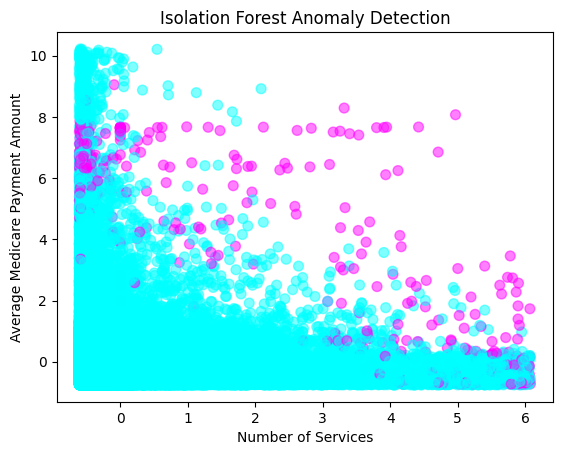 Isolation Forest Anomaly Detection
Average Medicare Payment Amount
10
8
6
4
2
0
0 1 2 3 4 5 6
Number of Services